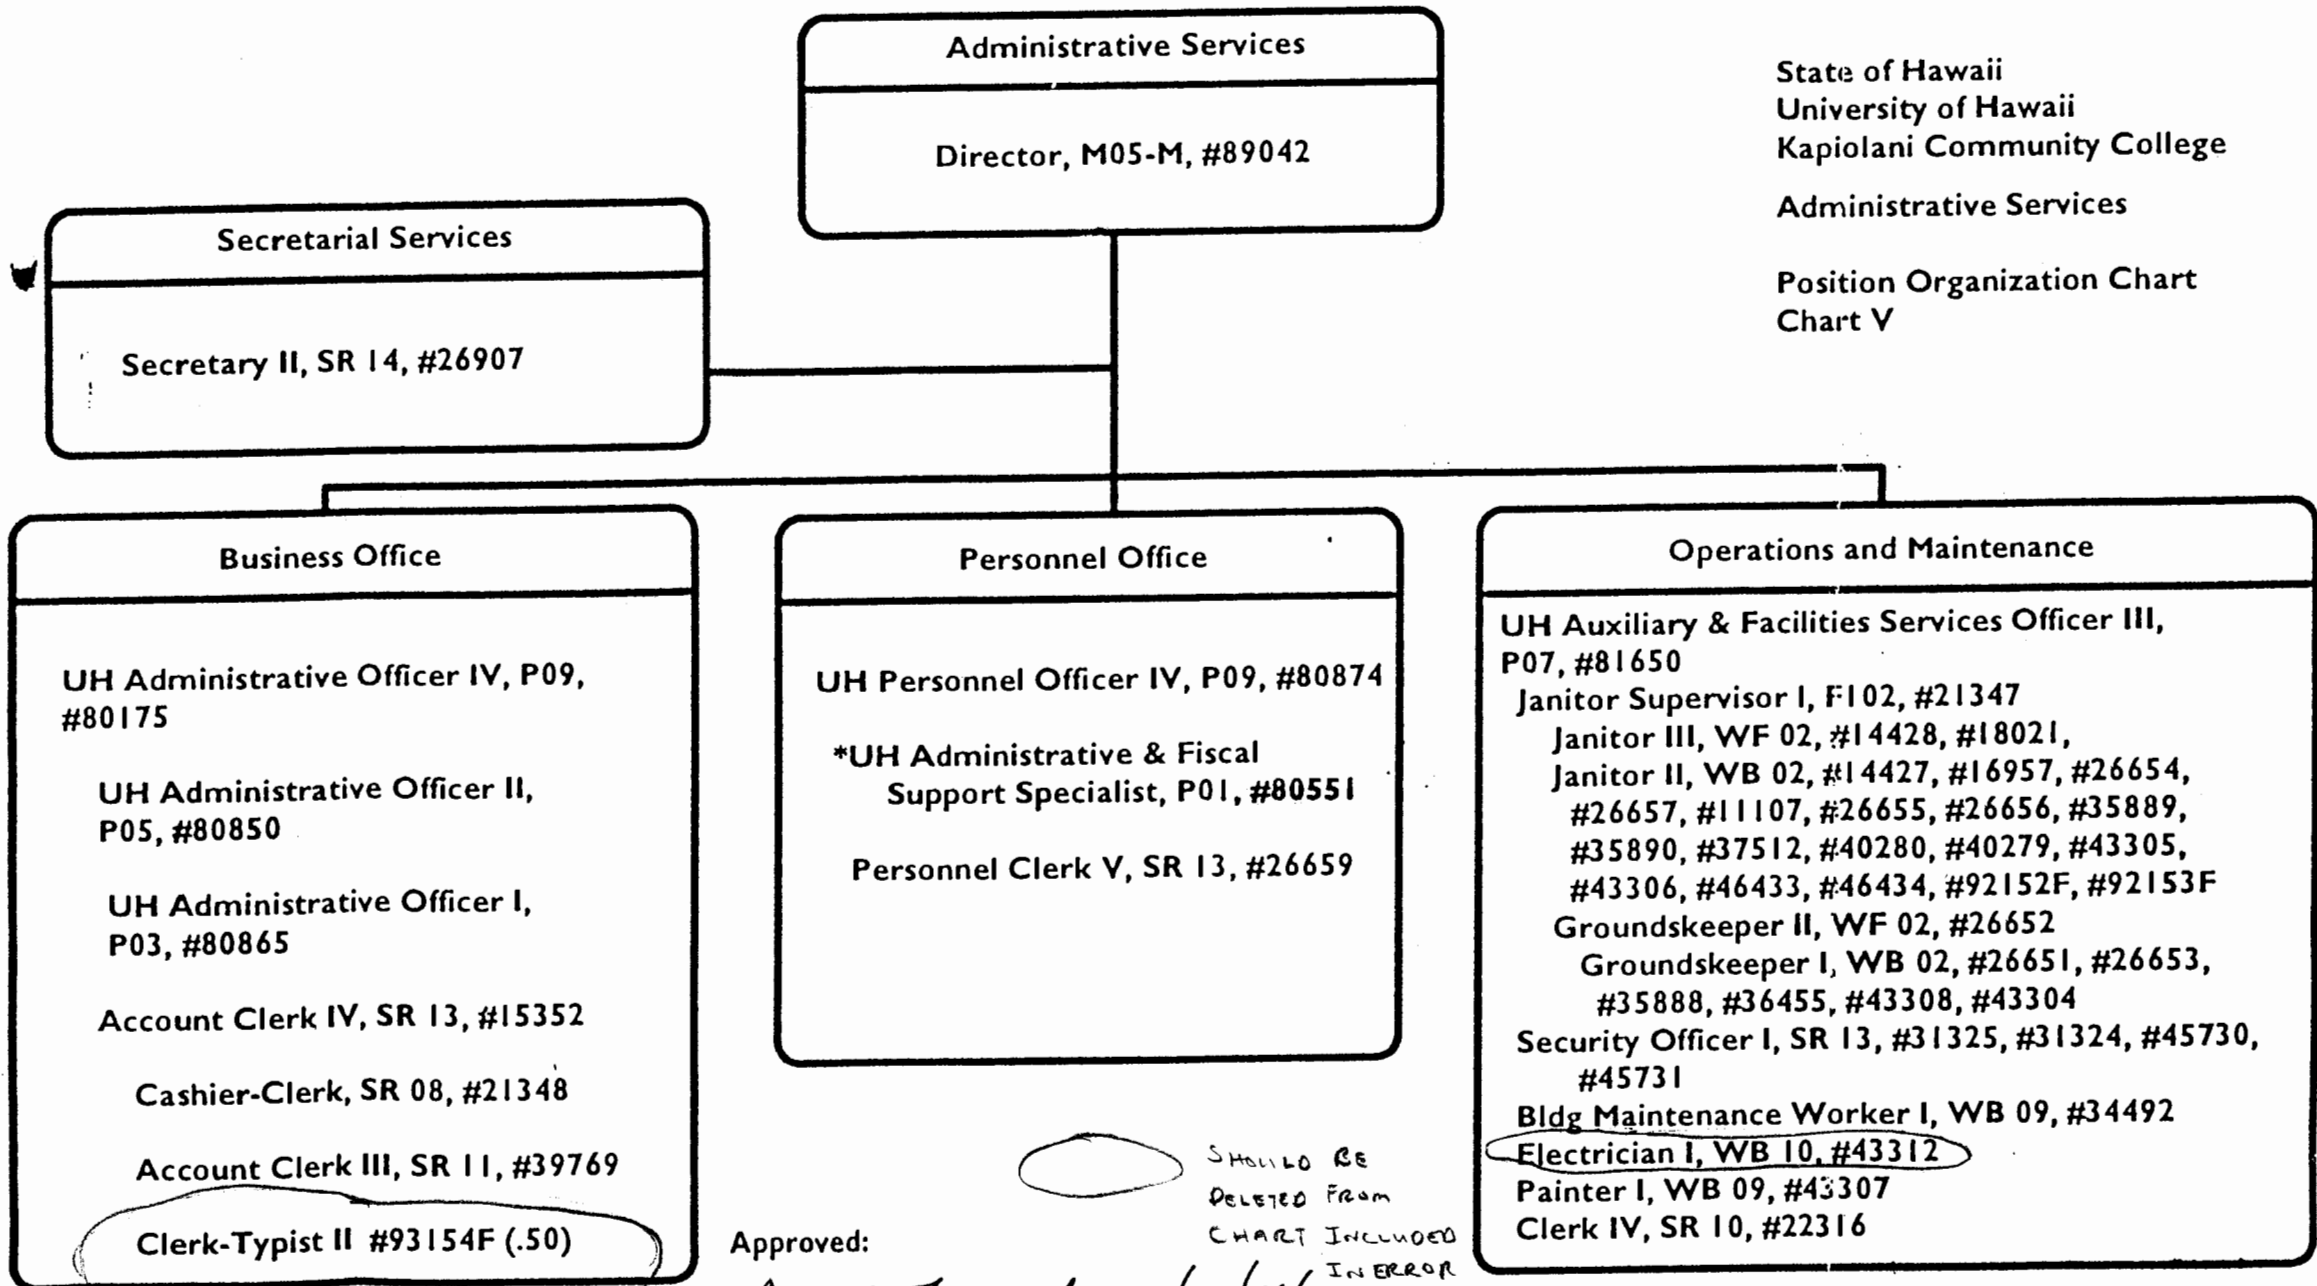 Administrative Services
Director, M05-M, #89042
State of Hawaii
University of Hawaii
Kapiolani Community College
Administrative Services
Position Organization Chart
Chart V
Secretarial Services
Secretary II, SR 14, #26907
Business Office
UH Administrative Officer IV, P09,
#80175
UH Administrative Officer II,
P05, #80850
UH Administrative Officer I,
P03, #80865
Account Clerk IV, SR 13, #15352
Cashier-Clerk, SR 08, #21348
Account Clerk III, SR 11, #39769
Clerk-Typist II #93154F (.50)
Personnel Office
UH Personnel Officer IV, P09, #80874
*UH Administrative & Fiscal
Support Specialist, P01, #80551
Personnel Clerk V, SR 13, #26659
Operations and Maintenance
UH Auxiliary & Facilities Services Officer III,
P07, #81650
Janitor Supervisor I, F102, #21347
Janitor III, WF 02, #14428, #18021,
Janitor II, WB 02, #14427, #16957, #26654,
#26657, #11107, #26655, #26656, #35889,
#35890, #37512, #40280, #40279, #43305,
#43306, #46433, #46434, #92152F, #92153F
Groundskeeper II, WF 02, #26652
Groundskeeper I, WB 02, #26651, #26653,
#35888, #36455, #43308, #43304
Security Officer I, SR 13, #31325, #31324, #45730,
#45731
Bldg Maintenance Worker I, WB 09, #34492
Electrician I, WB 10, #43312
Painter I, WB 09, #43307
Clerk IV, SR 10, #22316
Approved:
SHOULD BE
DELETED FROM
CHART INCLUDED
IN ERROR